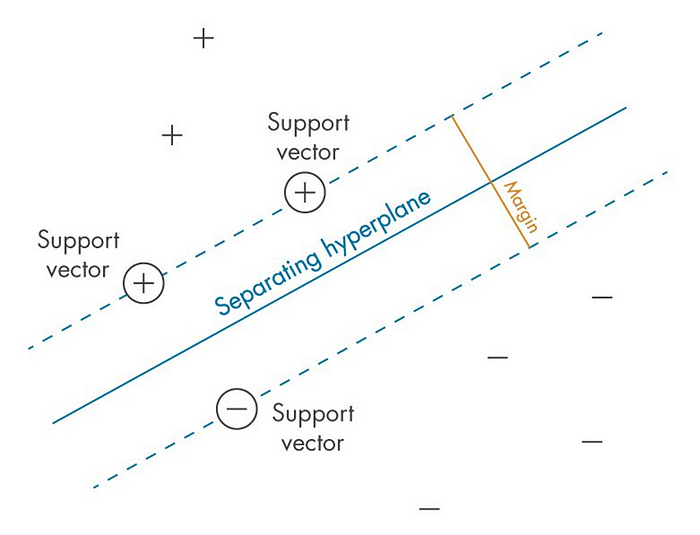 +
+
Support
vector
+
Separating hyperplane
Margin
Support
vector
+
−
−
−
Support
vector
−
−